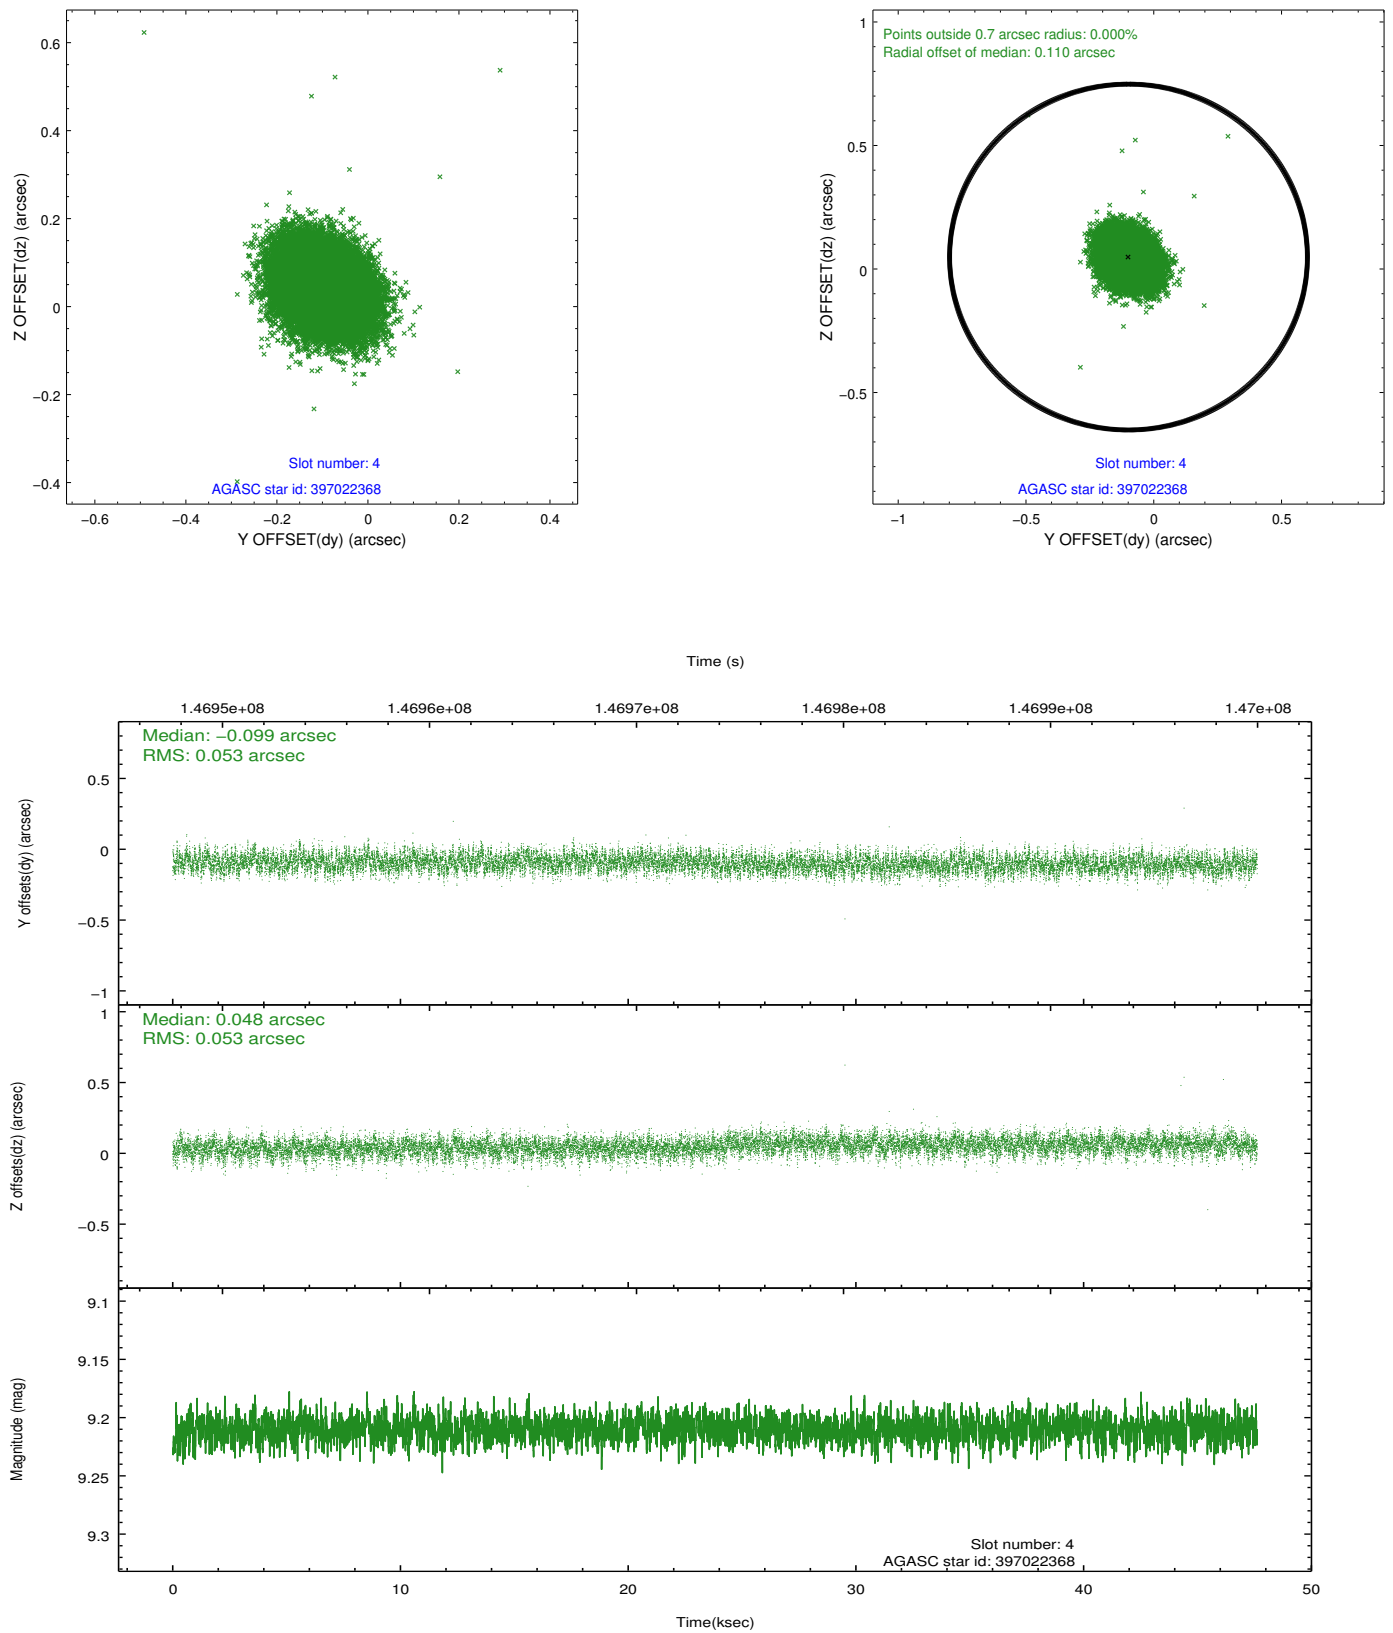 0.6
0.4
0.2
0
−0.2
−0.4
−0.6
−0.4
−0.2
0
0.2
0.4
Z OFFSET(dz) (arcsec)
Y OFFSET(dy) (arcsec)
Slot number: 4
AGASC star id: 397022368
Points outside 0.7 arcsec radius: 0.000%
Radial offset of median: 0.110 arcsec
1
0.5
0
−0.5
−1
−0.5
0
0.5
Z OFFSET(dz) (arcsec)
Y OFFSET(dy) (arcsec)
Slot number: 4
AGASC star id: 397022368
Time (s)
1.4695e+08
1.4696e+08
1.4697e+08
1.4698e+08
1.4699e+08
1.47e+08
Median: −0.099 arcsec
RMS: 0.053 arcsec
0.5
0
−0.5
−1
Y offsets(dy) (arcsec)
Median: 0.048 arcsec
RMS: 0.053 arcsec
1
0.5
0
−0.5
Z offsets(dz) (arcsec)
9.1
9.15
9.2
9.25
9.3
Magnitude (mag)
Slot number: 4
AGASC star id: 397022368
0
10
20
30
40
50
Time(ksec)